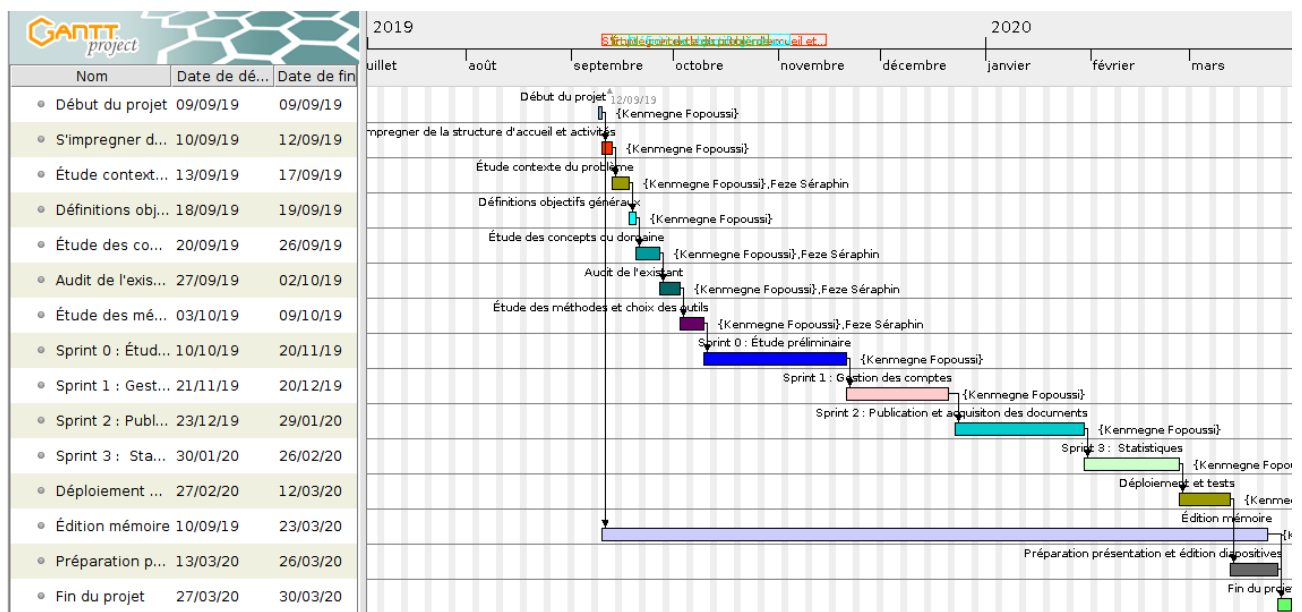 GANTT
project
2019
2020
uillet août septembre octobre novembre décembre janvier février mars
Nom Date de dé... Date de fin
Début du projet 09/09/19 09/09/19
S'impregner d... 10/09/19 12/09/19
Étude context... 13/09/19 17/09/19
Définitions obj... 18/09/19 19/09/19
Étude des co... 20/09/19 26/09/19
Audit de l'exis... 27/09/19 02/10/19
Étude des mé... 03/10/19 09/10/19
Sprint 0 : Étud... 10/10/19 20/11/19
Sprint 1 : Gest... 21/11/19 20/12/19
Sprint 2 : Publ... 23/12/19 29/01/20
Sprint 3 : Sta... 30/01/20 26/02/20
Déploiement ... 27/02/20 12/03/20
Édition mémoire 10/09/19 23/03/20
Préparation p... 13/03/20 26/03/20
Fin du projet 27/03/20 30/03/20
Début du projet 12/09/19
{Kenmegne Fopoussi}
mpregner de la structure d'accueil et activités
{Kenmegne Fopoussi}
Étude contexte du problème
{Kenmegne Fopoussi},Feze Séraphin
Définitions objectifs généraux
{Kenmegne Fopoussi}
Étude des concepts du domaine
{Kenmegne Fopoussi},Feze Séraphin
Audit de l'existant
{Kenmegne Fopoussi},Feze Séraphin
Étude des méthodes et choix des outils
{Kenmegne Fopoussi},Feze Séraphin
Sprint 0 : Étude préliminaire
{Kenmegne Fopoussi}
Sprint 1 : Gestion des comptes
{Kenmegne Fopoussi}
Sprint 2 : Publication et acquisiton des documents
{Kenmegne Fopoussi}
Sprint 3 : Statistiques
{Kenmegne Fopou
Déploiement et tests
{Kenme
Édition mémoire
{K
Préparation présentation et édition diapositives
Fin du projet